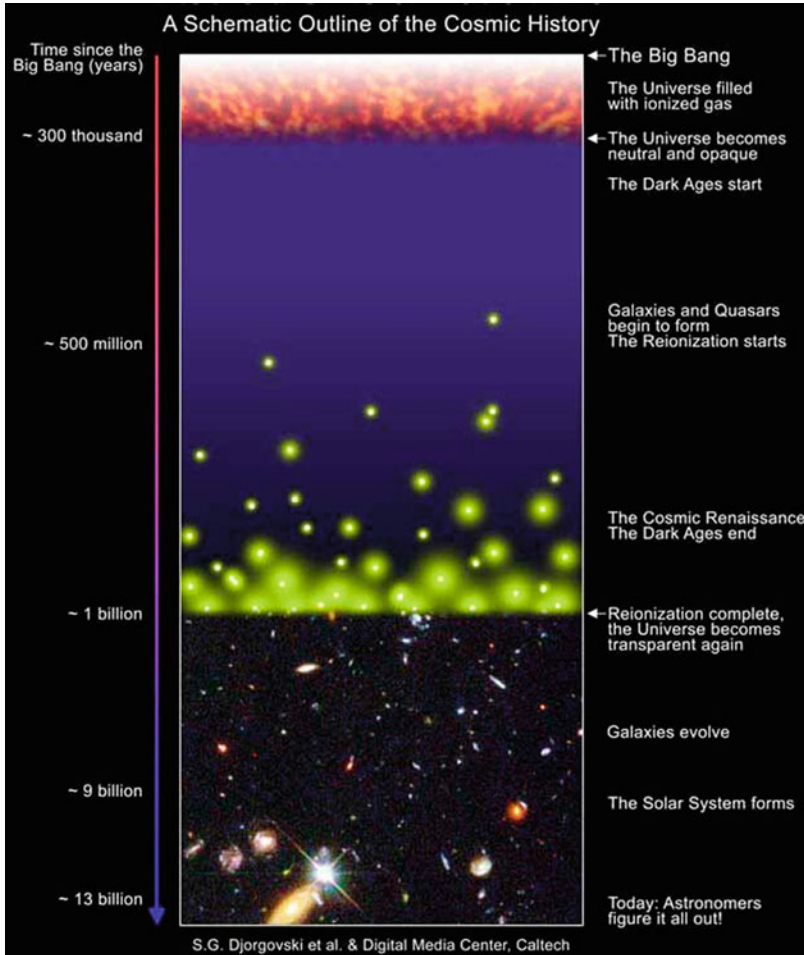 A Schematic Outline of the Cosmic History
Time since the
Big Bang (years)
The Big Bang
The Universe filled
with ionized gas
~ 300 thousand
The Universe becomes
neutral and opaque
The Dark Ages start
Galaxies and Quasars
begin to form
~ 500 million
The Reionization starts
The Cosmic Renaissance
The Dark Ages end
~ 1 billion
Reionization complete,
the Universe becomes
transparent again
Galaxies evolve
~ 9 billion
The Solar System forms
~ 13 billion
Today: Astronomers
figure it all out!
S.G. Djorgovski et al. & Digital Media Center, Caltech